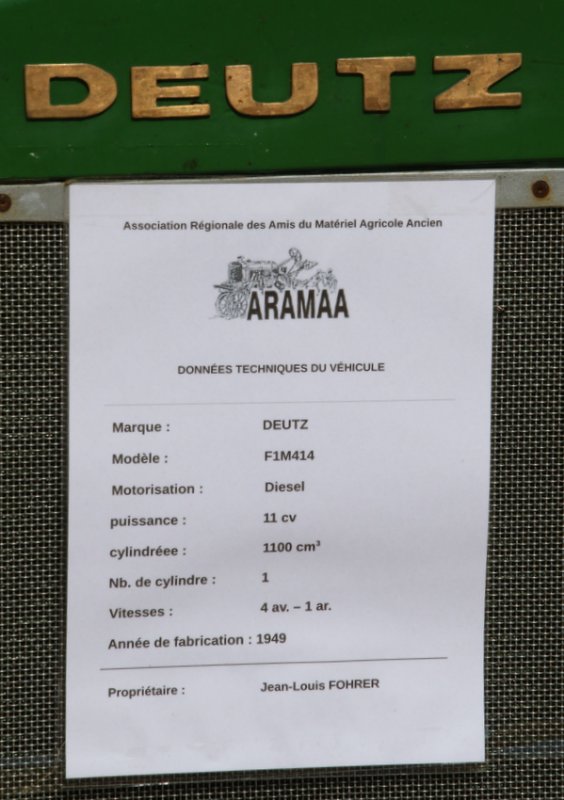 DEUTZ
Association Régionale des Amis du Matériel Agricole Ancien
ARAMAA
DONNÉES TECHNIQUES DU VÉHICULE
Marque : DEUTZ
Modèle : F1M414
Motorisation : Diesel
puissance : 11 cv
cylindréee : 1100 cm³
Nb. de cylindre : 1
Vitesses : 4 av. – 1 ar.
Année de fabrication : 1949
Propriétaire : Jean-Louis FOHRER